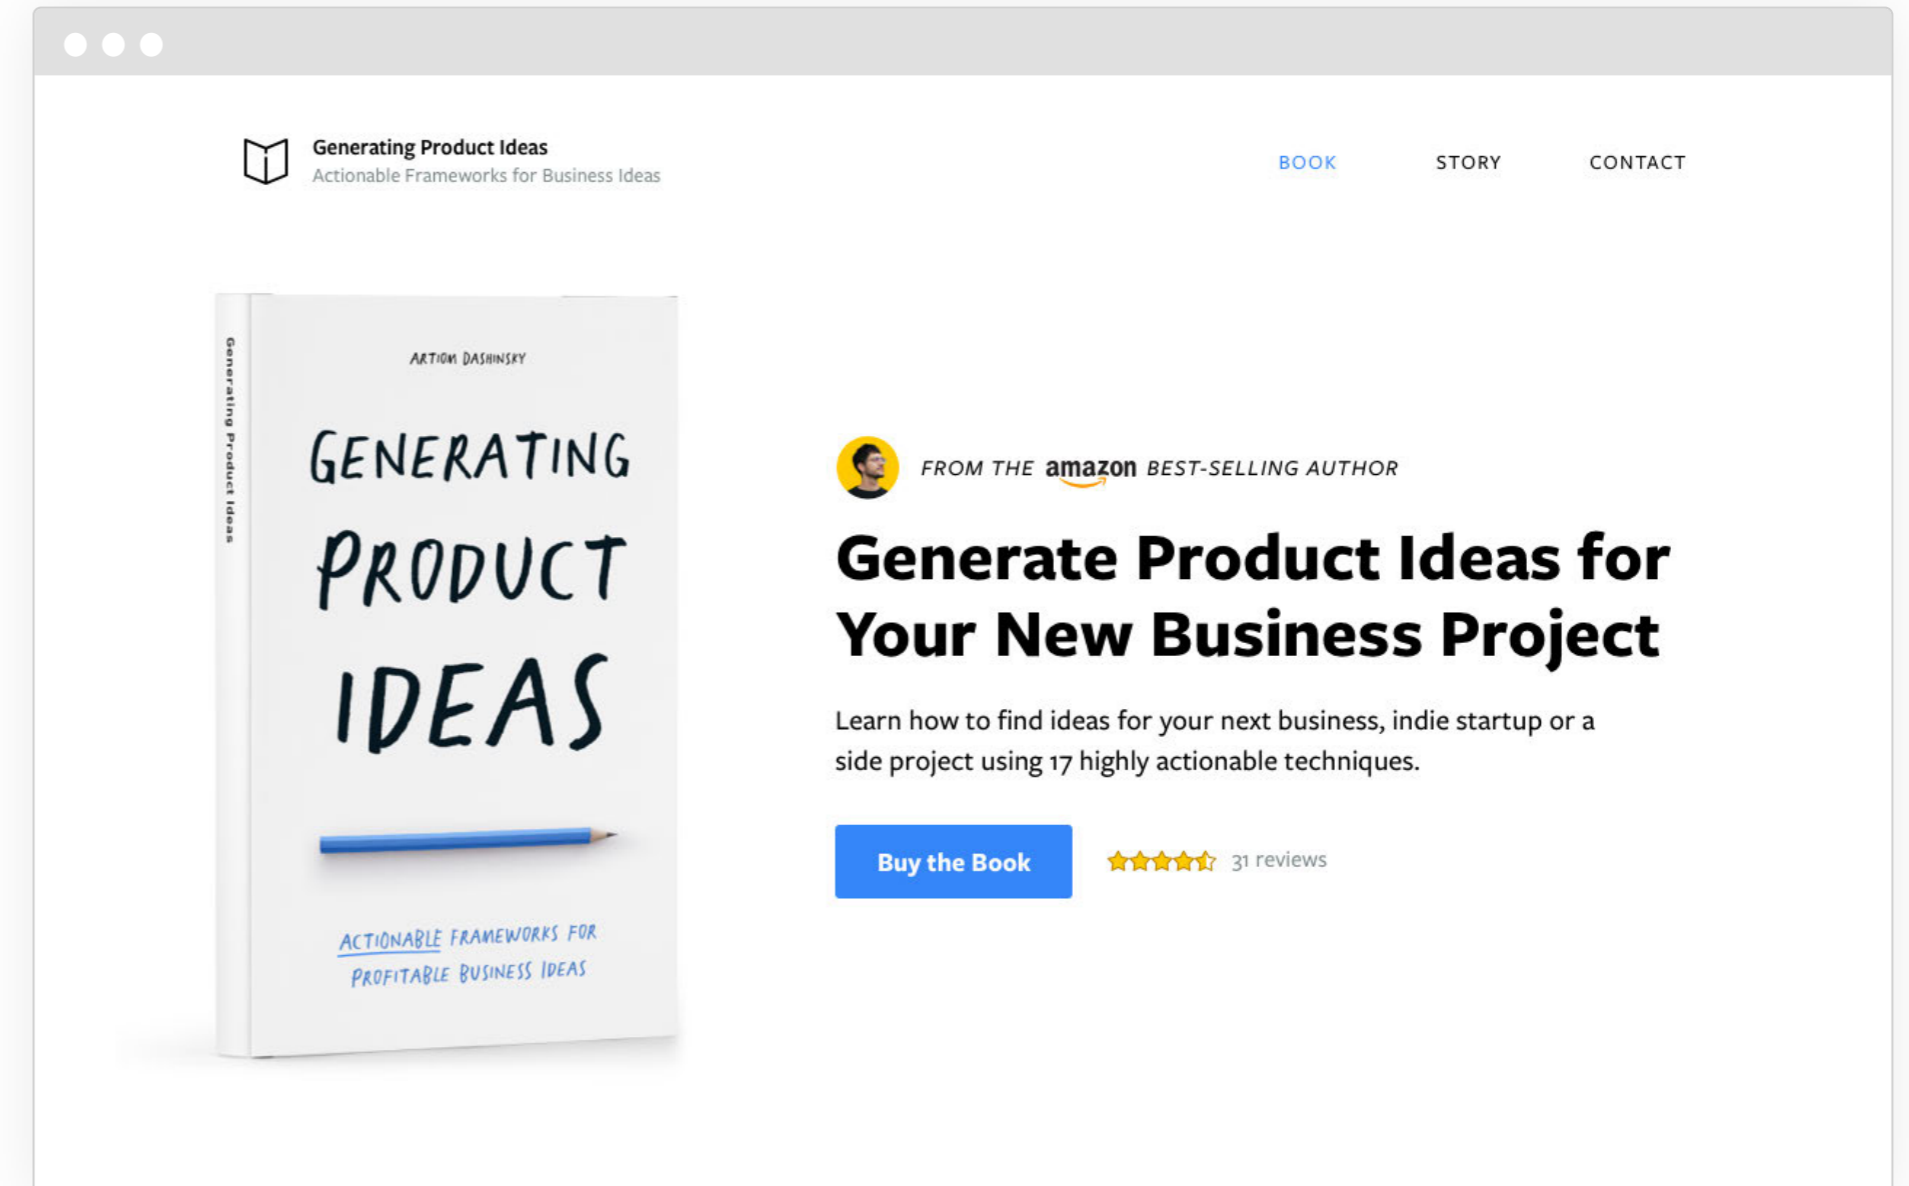 Generating Product Ideas
Actionable Frameworks for Business Ideas
BOOK
STORY
CONTACT
Generating Product Ideas
ARTIOM DASHINSKY
GENERATING
PRODUCT
IDEAS
ACTIONABLE FRAMEWORKS FOR
PROFITABLE BUSINESS IDEAS
FROM THE amazon BEST-SELLING AUTHOR
Generate Product Ideas for
Your New Business Project
Learn how to find ideas for your next business, indie startup or a
side project using 17 highly actionable techniques.
Buy the Book
31 reviews